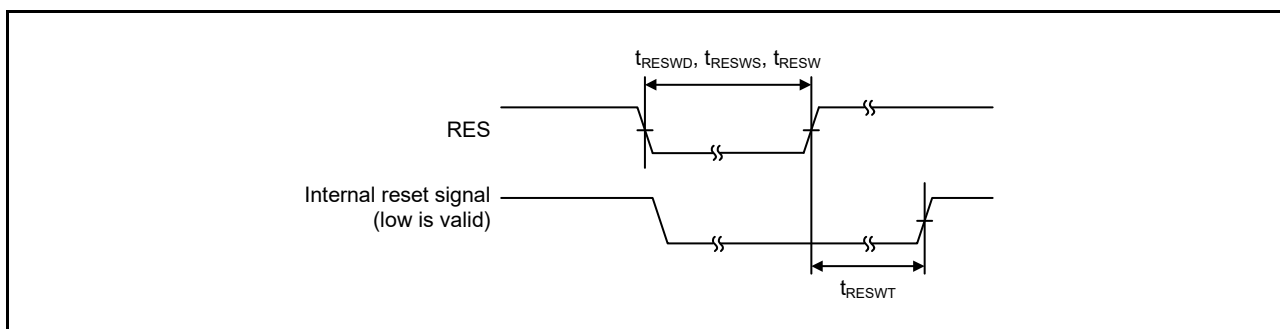 tRESWD, tRESWS, tRESW
RES
Internal reset signal
(low is valid)
tRESWT